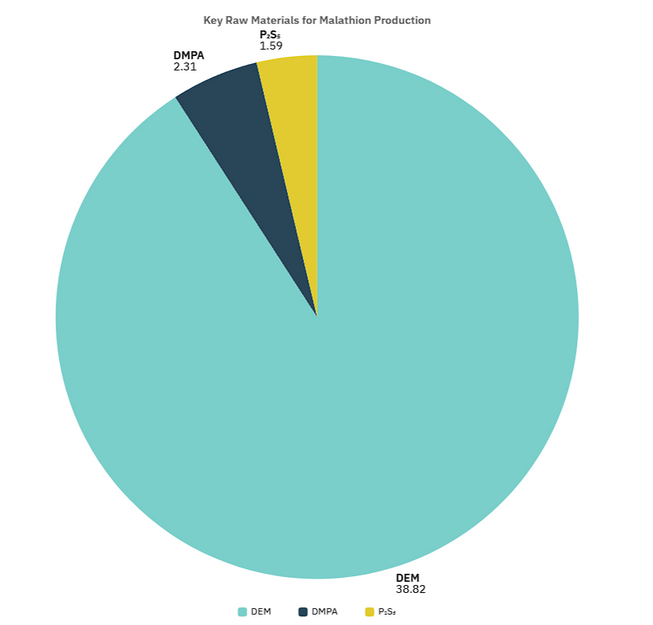 Key Raw Materials for Malathion Production
P₂S₅
1.59
DMPA
2.31
DEM
38.82
DEM DMPA P₂S₅